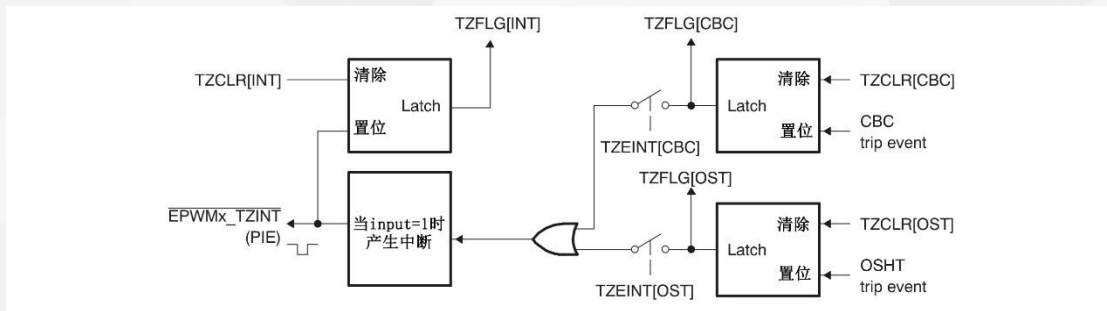 TZFLG[INT]
TZFLG[CBC]
TZCLR[INT]
清除
Latch
置位
清除
TZCLR[CBC]
Latch
置位
CBC
trip event
TZEINT[CBC]
TZFLG[OST]
EPWMx_TZINT
(PIE)
当input=1时
产生中断
清除
TZCLR[OST]
Latch
置位
OSHT
trip event
TZEINT[OST]